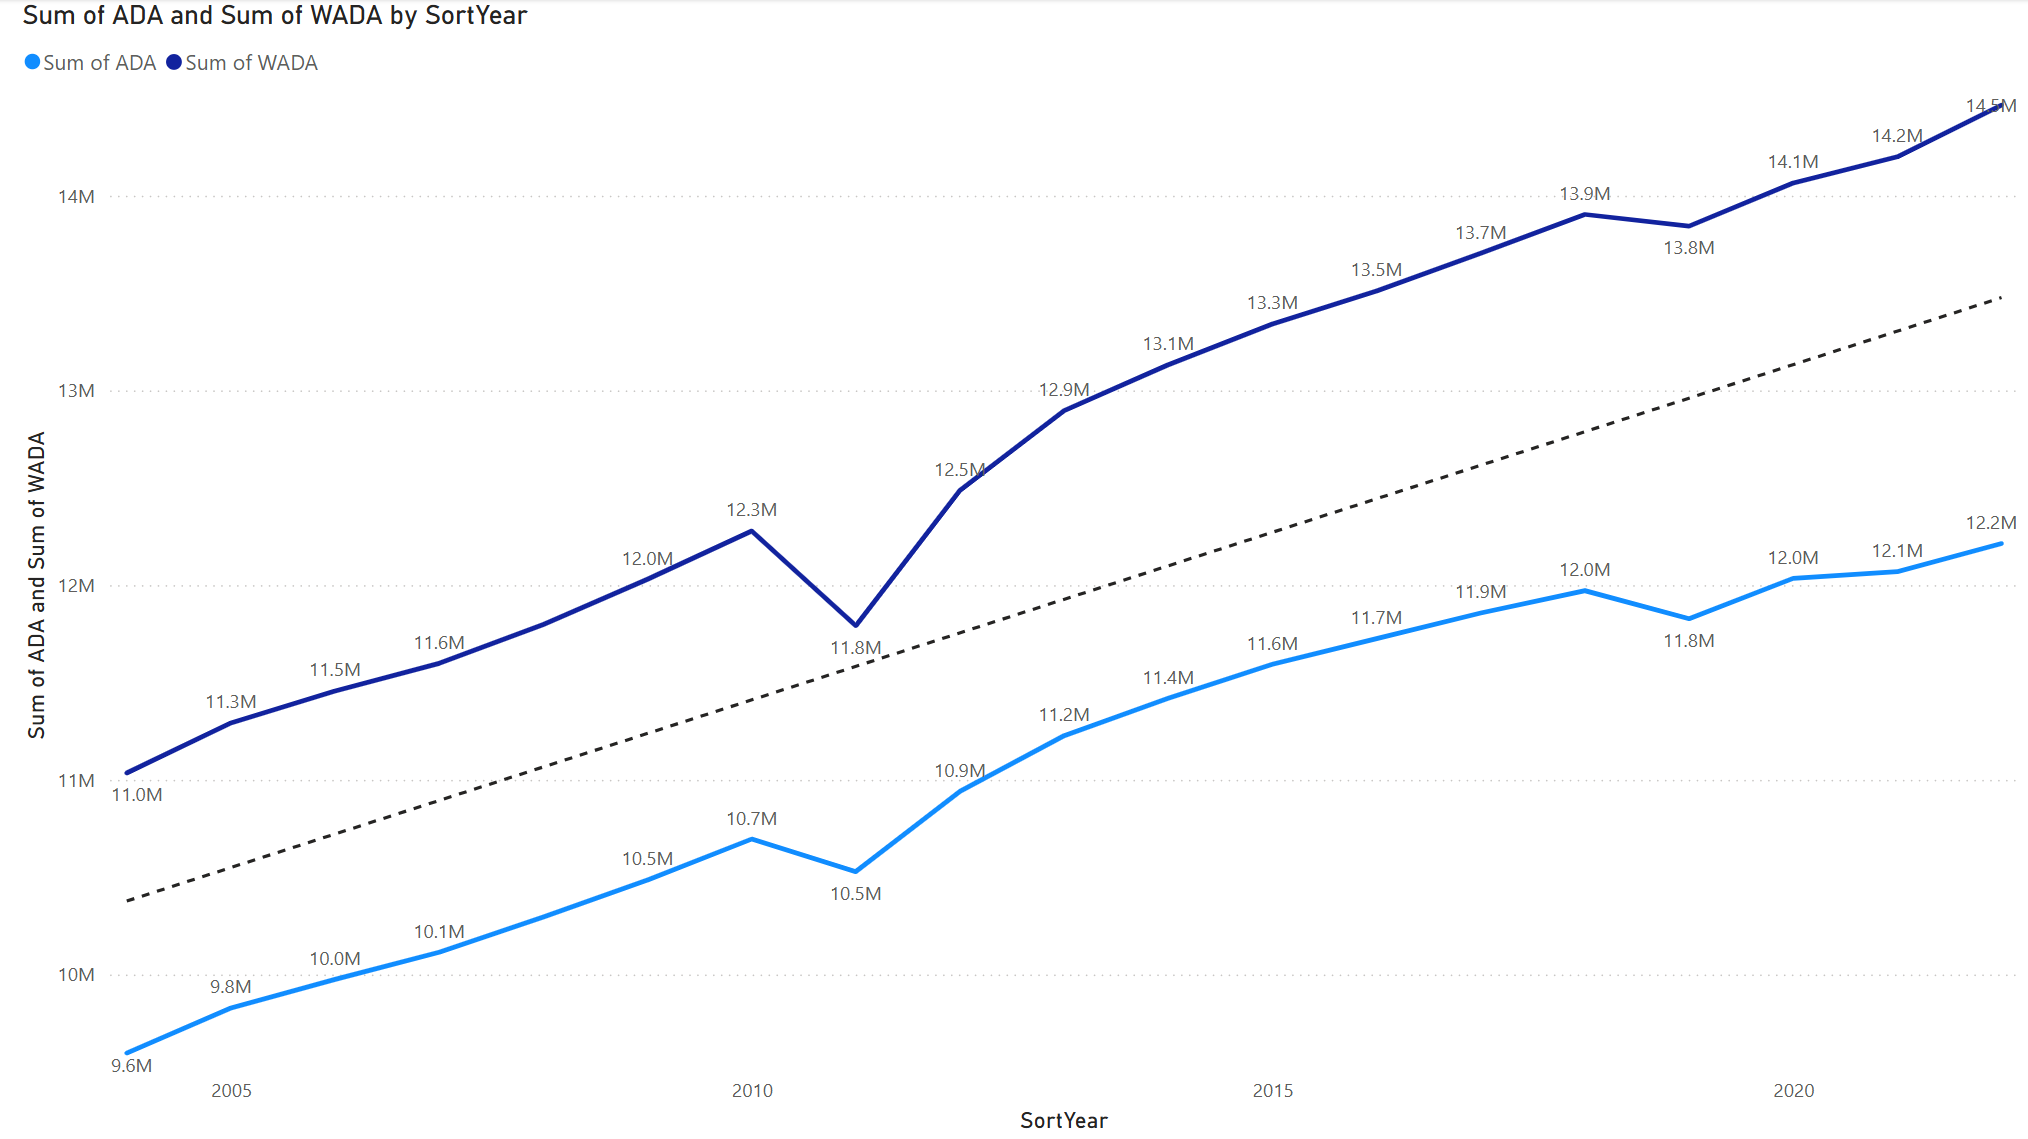 Sum of ADA and Sum of WADA by SortYear
Sum of ADA Sum of WADA
14.5M
14.2M
14.1M
14M
13.9M
13.7M
13.8M
13.5M
13.3M
13.1M
13M
12.9M
12.5M
12.3M
12.2M
12.0M
12.1M
12.0M
12.0M
12M
11.9M
11.8M
11.7M
11.6M
11.6M
11.8M
11.5M
11.4M
11.3M
11.2M
11M
11.0M
10.9M
10.7M
10.5M
10.5M
10.1M
10.0M
10M
9.8M
9.6M
2005 2010 2015 2020
SortYear
Sum of ADA and Sum of WADA